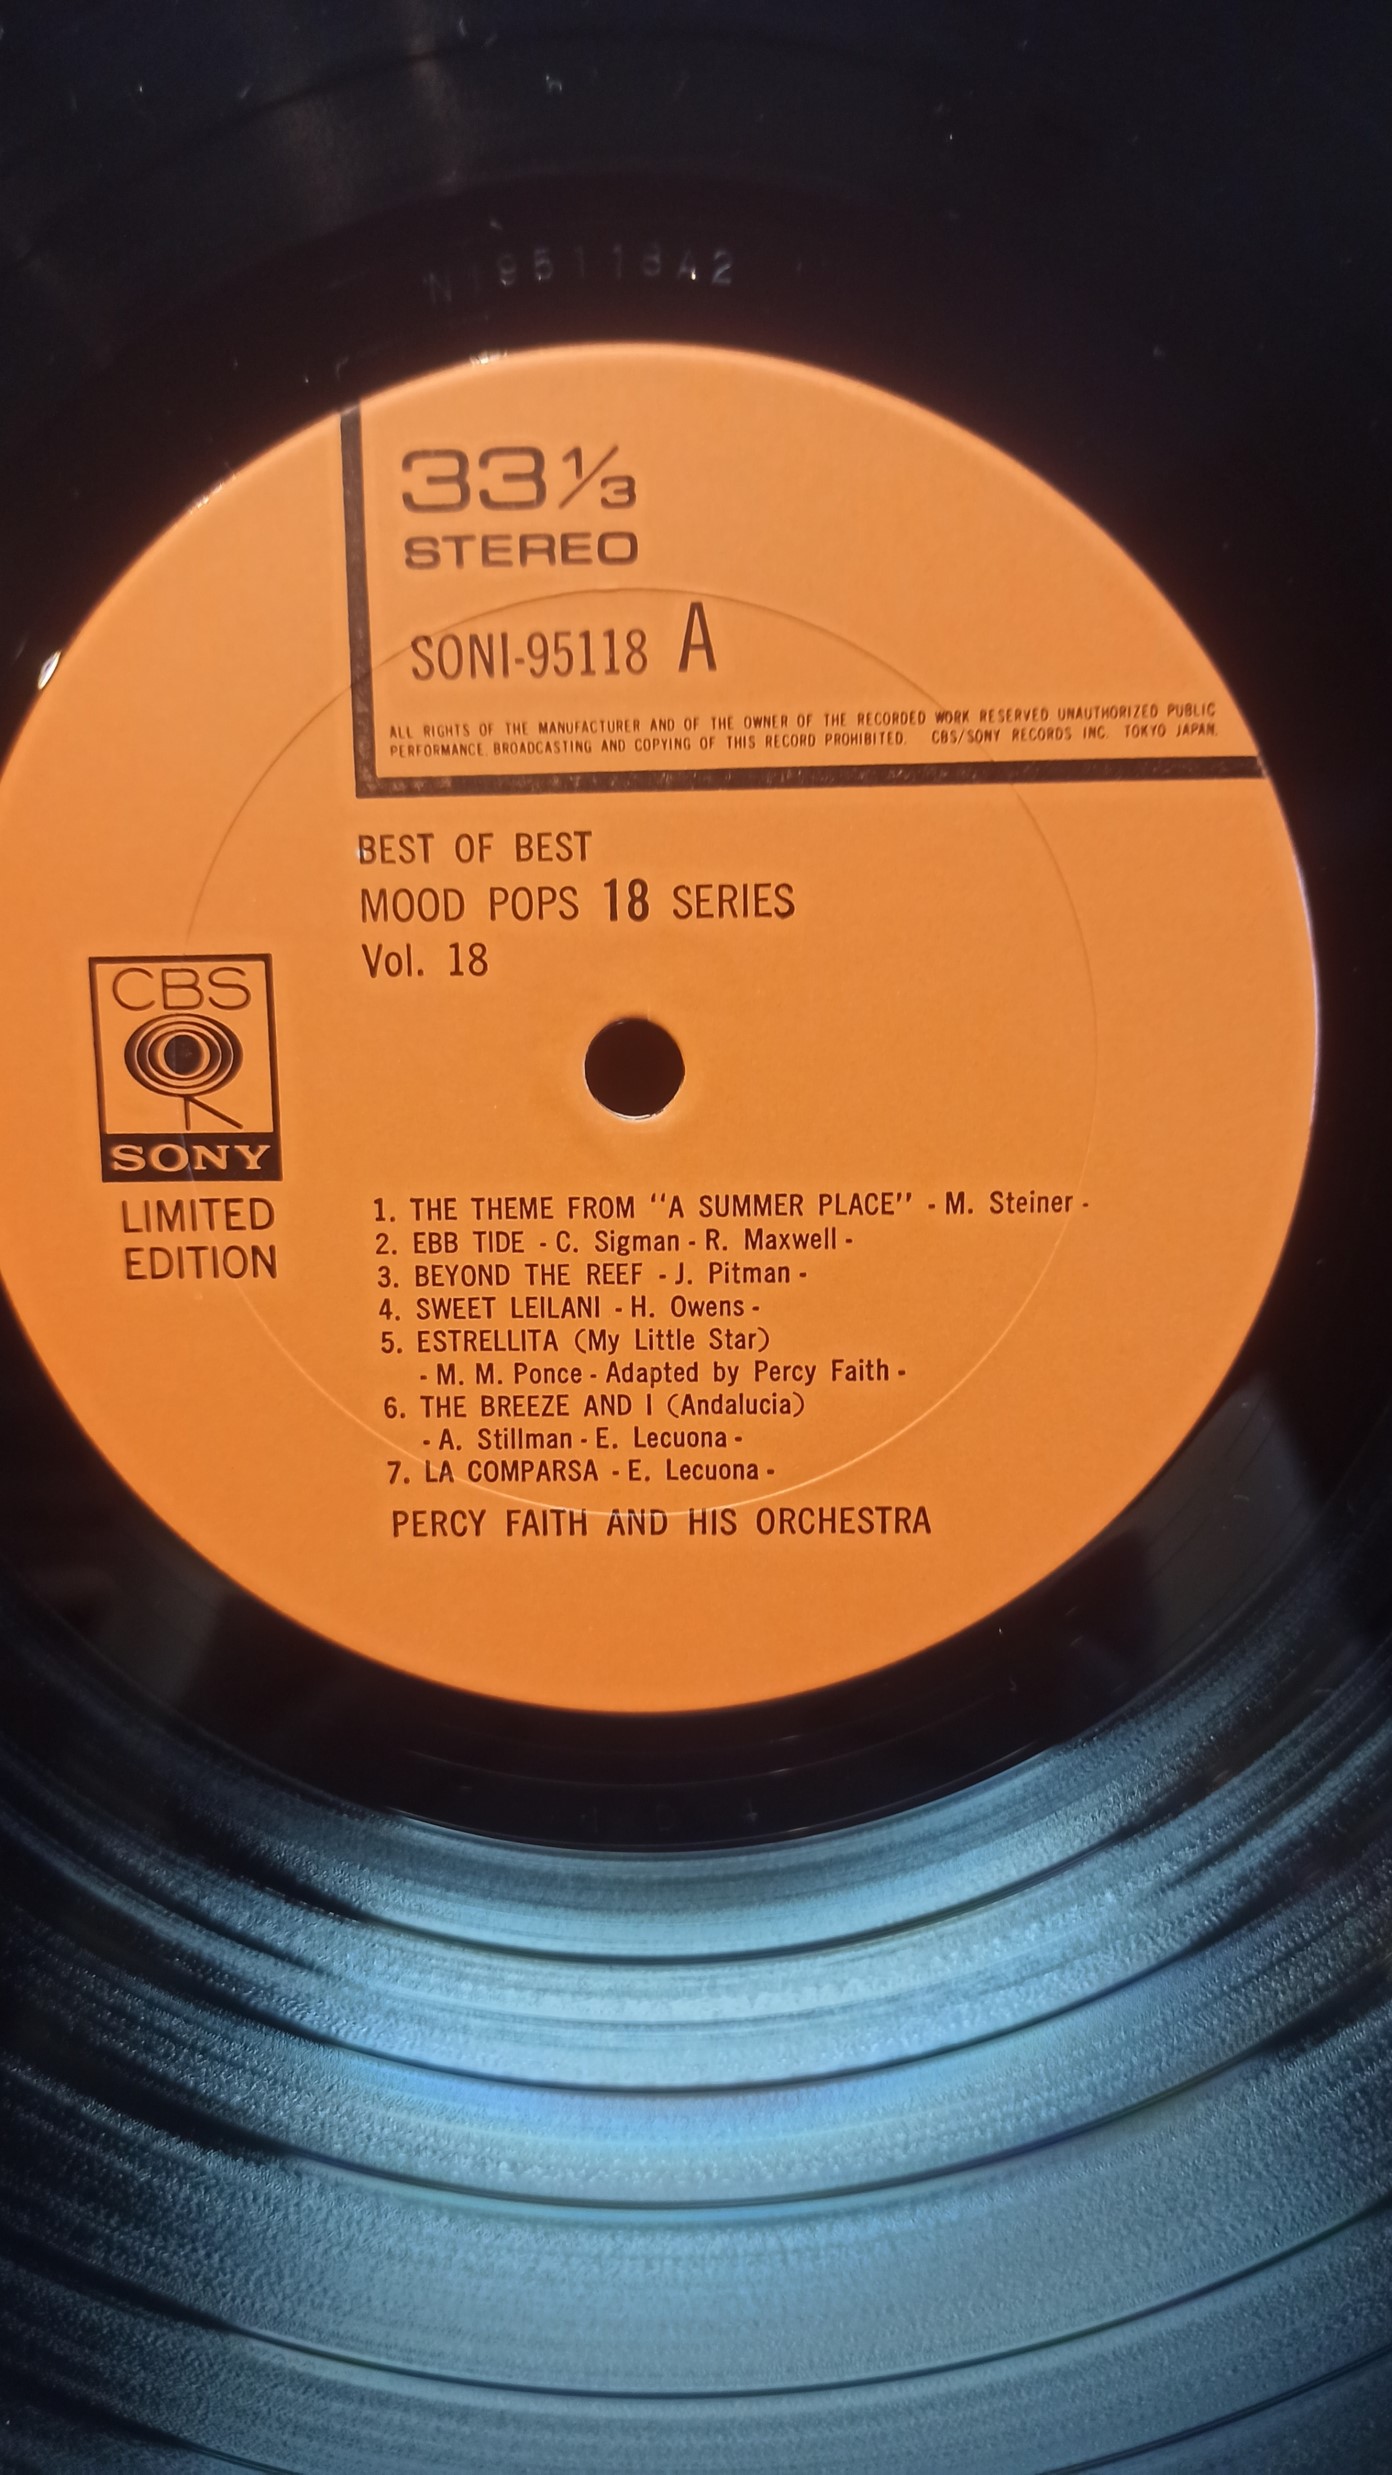 33 1/3
STEREO
SONI-95118 A
ALL RIGHTS OF THE MANUFACTURER AND OF THE OWNER OF THE RECORDED WORK RESERVED UNAUTHORIZED PUBLIC
PERFORMANCE, BROADCASTING AND COPYING OF THIS RECORD PROHIBITED. CBS/SONY RECORDS INC. TOKYO JAPAN.
BEST OF BEST
MOOD POPS 18 SERIES
Vol. 18
CBS
SONY
LIMITED
EDITION
1. THE THEME FROM "A SUMMER PLACE" - M. Steiner -
2. EBB TIDE - C. Sigman - R. Maxwell -
3. BEYOND THE REEF - J. Pitman -
4. SWEET LEILANI - H. Owens -
5. ESTRELLITA (My Little Star)
- M. M. Ponce - Adapted by Percy Faith -
6. THE BREEZE AND I (Andalucia)
- A. Stillman - E. Lecuona -
7. LA COMPARSA - E. Lecuona -
PERCY FAITH AND HIS ORCHESTRA